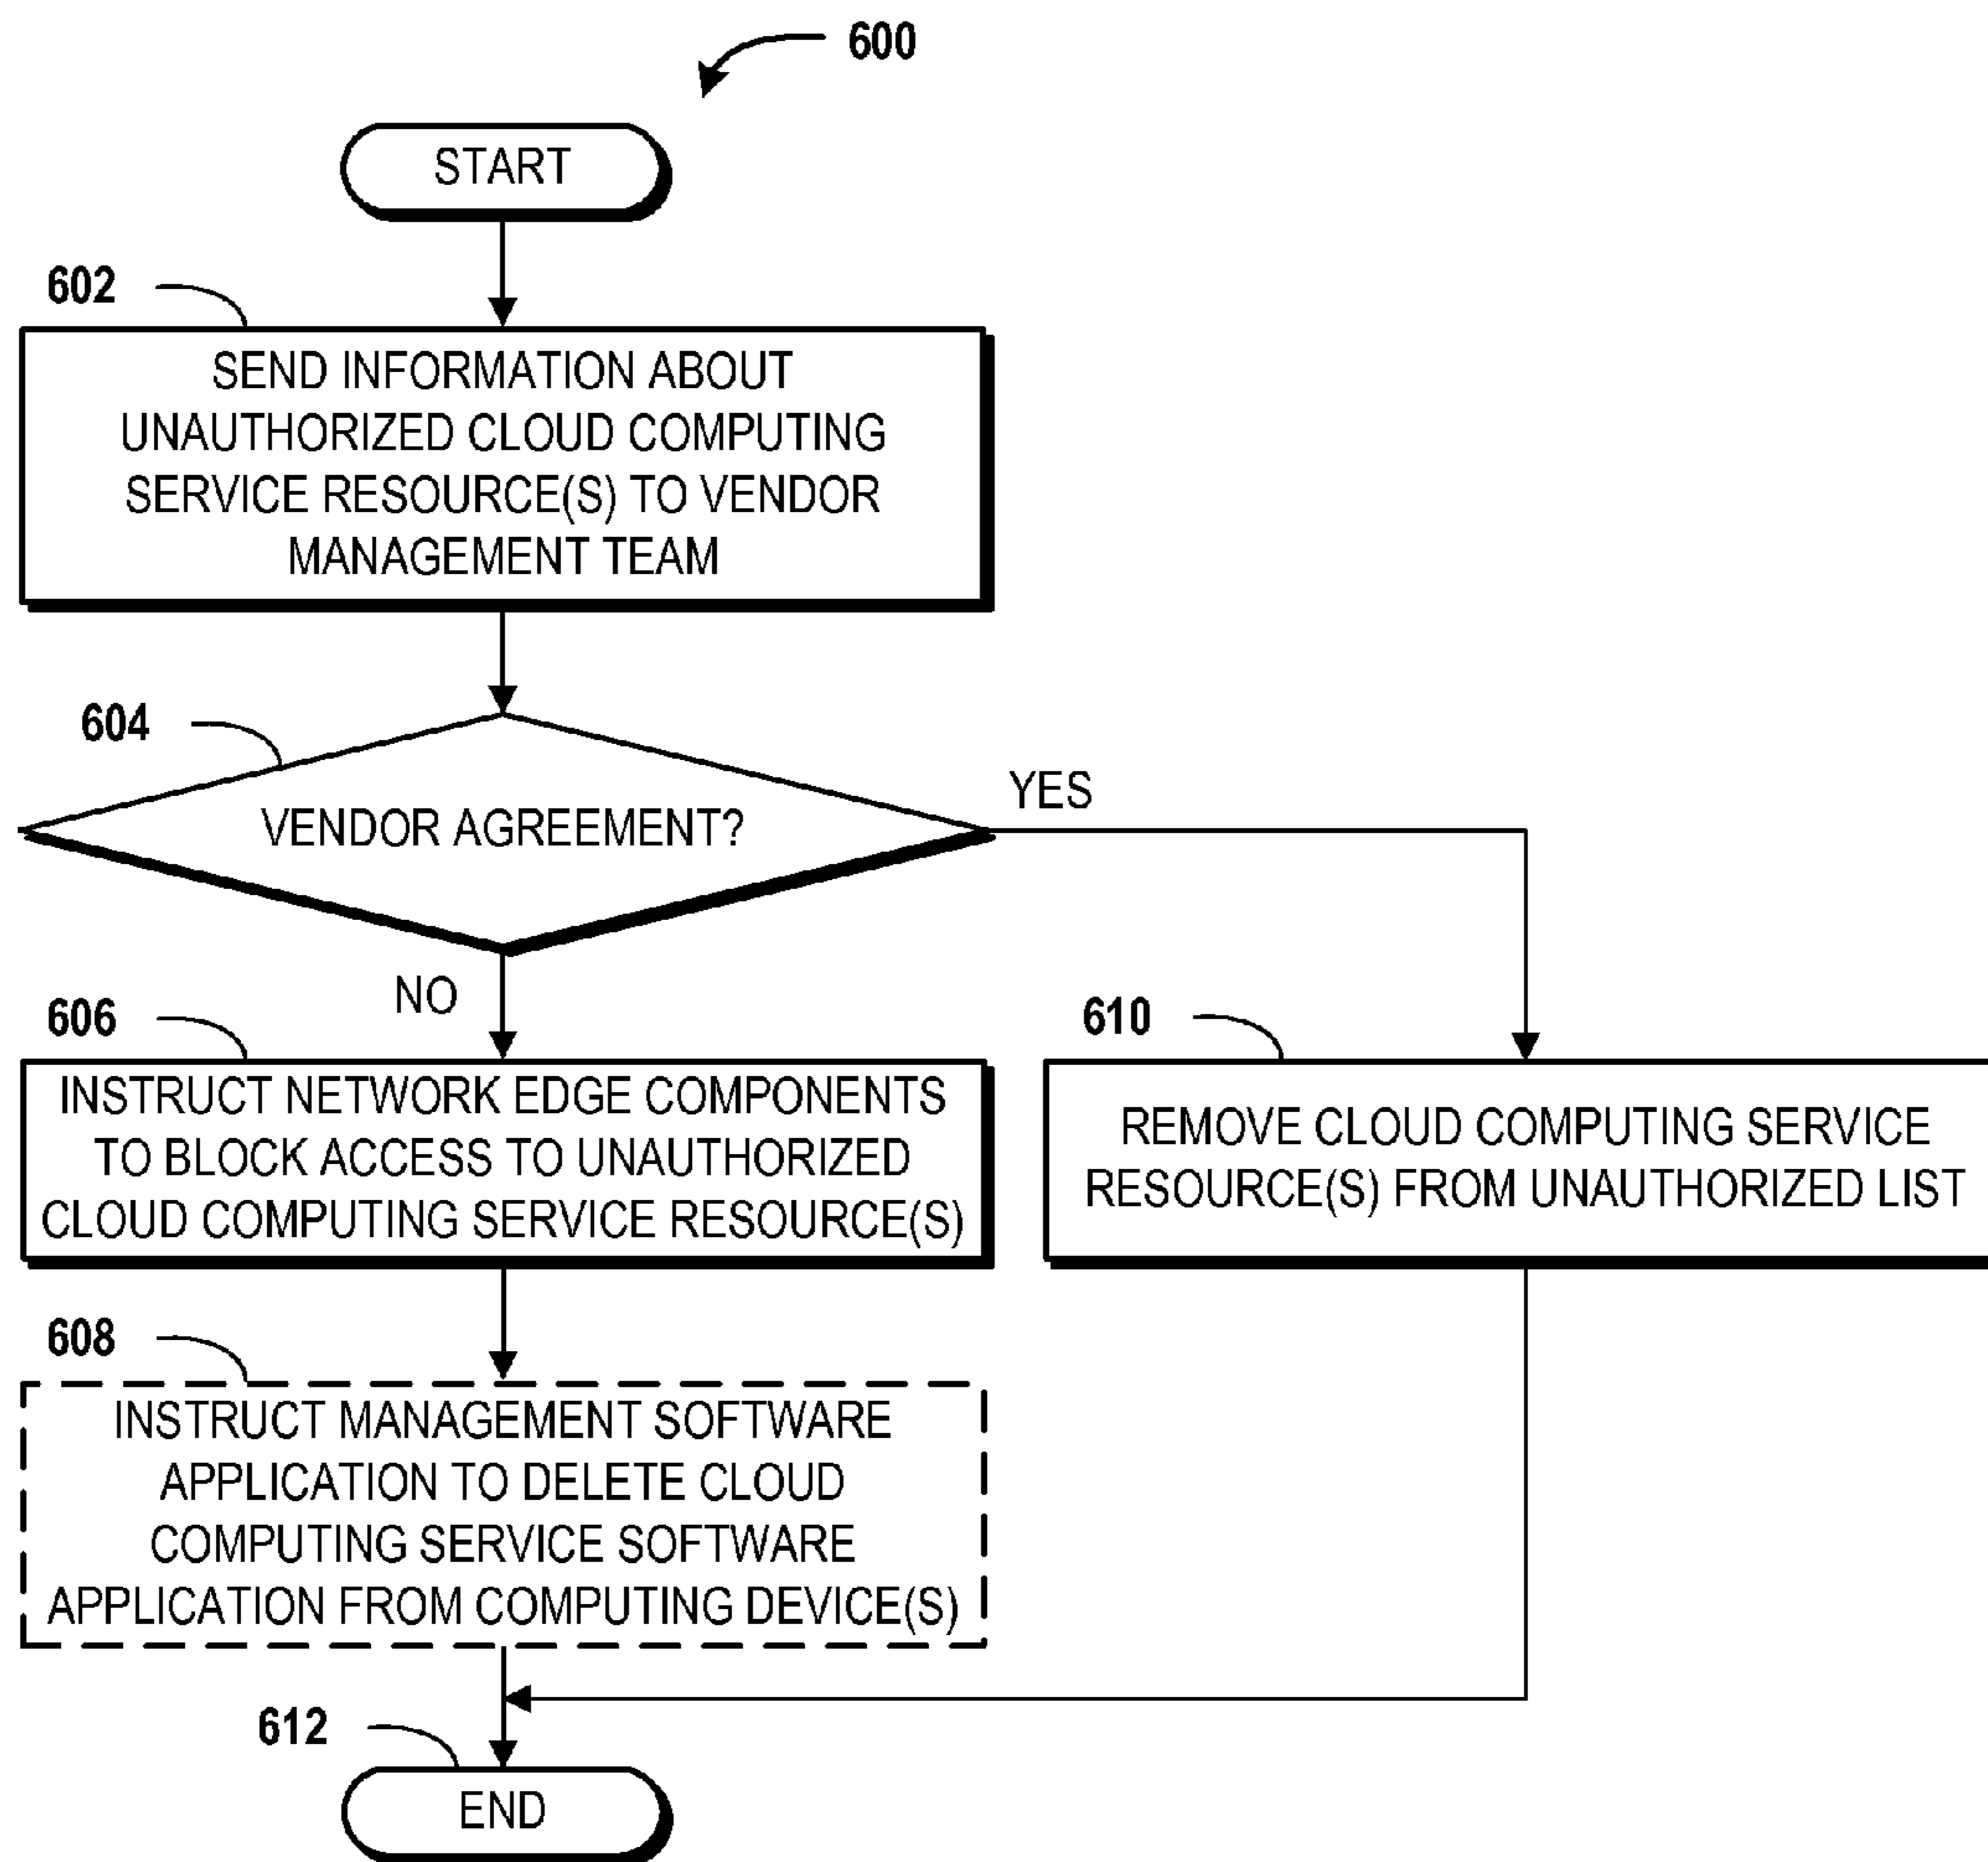 600
START
602
SEND INFORMATION ABOUT
UNAUTHORIZED CLOUD COMPUTING
SERVICE RESOURCE(S) TO VENDOR
MANAGEMENT TEAM
604
VENDOR AGREEMENT?
YES
NO
606
INSTRUCT NETWORK EDGE COMPONENTS
TO BLOCK ACCESS TO UNAUTHORIZED
CLOUD COMPUTING SERVICE RESOURCE(S)
610
REMOVE CLOUD COMPUTING SERVICE
RESOURCE(S) FROM UNAUTHORIZED LIST
608
INSTRUCT MANAGEMENT SOFTWARE
APPLICATION TO DELETE CLOUD
COMPUTING SERVICE SOFTWARE
APPLICATION FROM COMPUTING DEVICE(S)
612
END